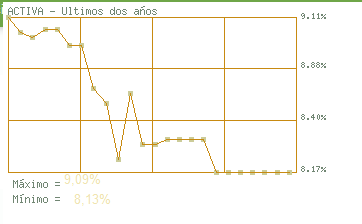 ACTIVA - Ultimos dos años
9.11%
8.88%
8.40%
8.17%
Máximo = 9,09%
Mínimo = 8,13%